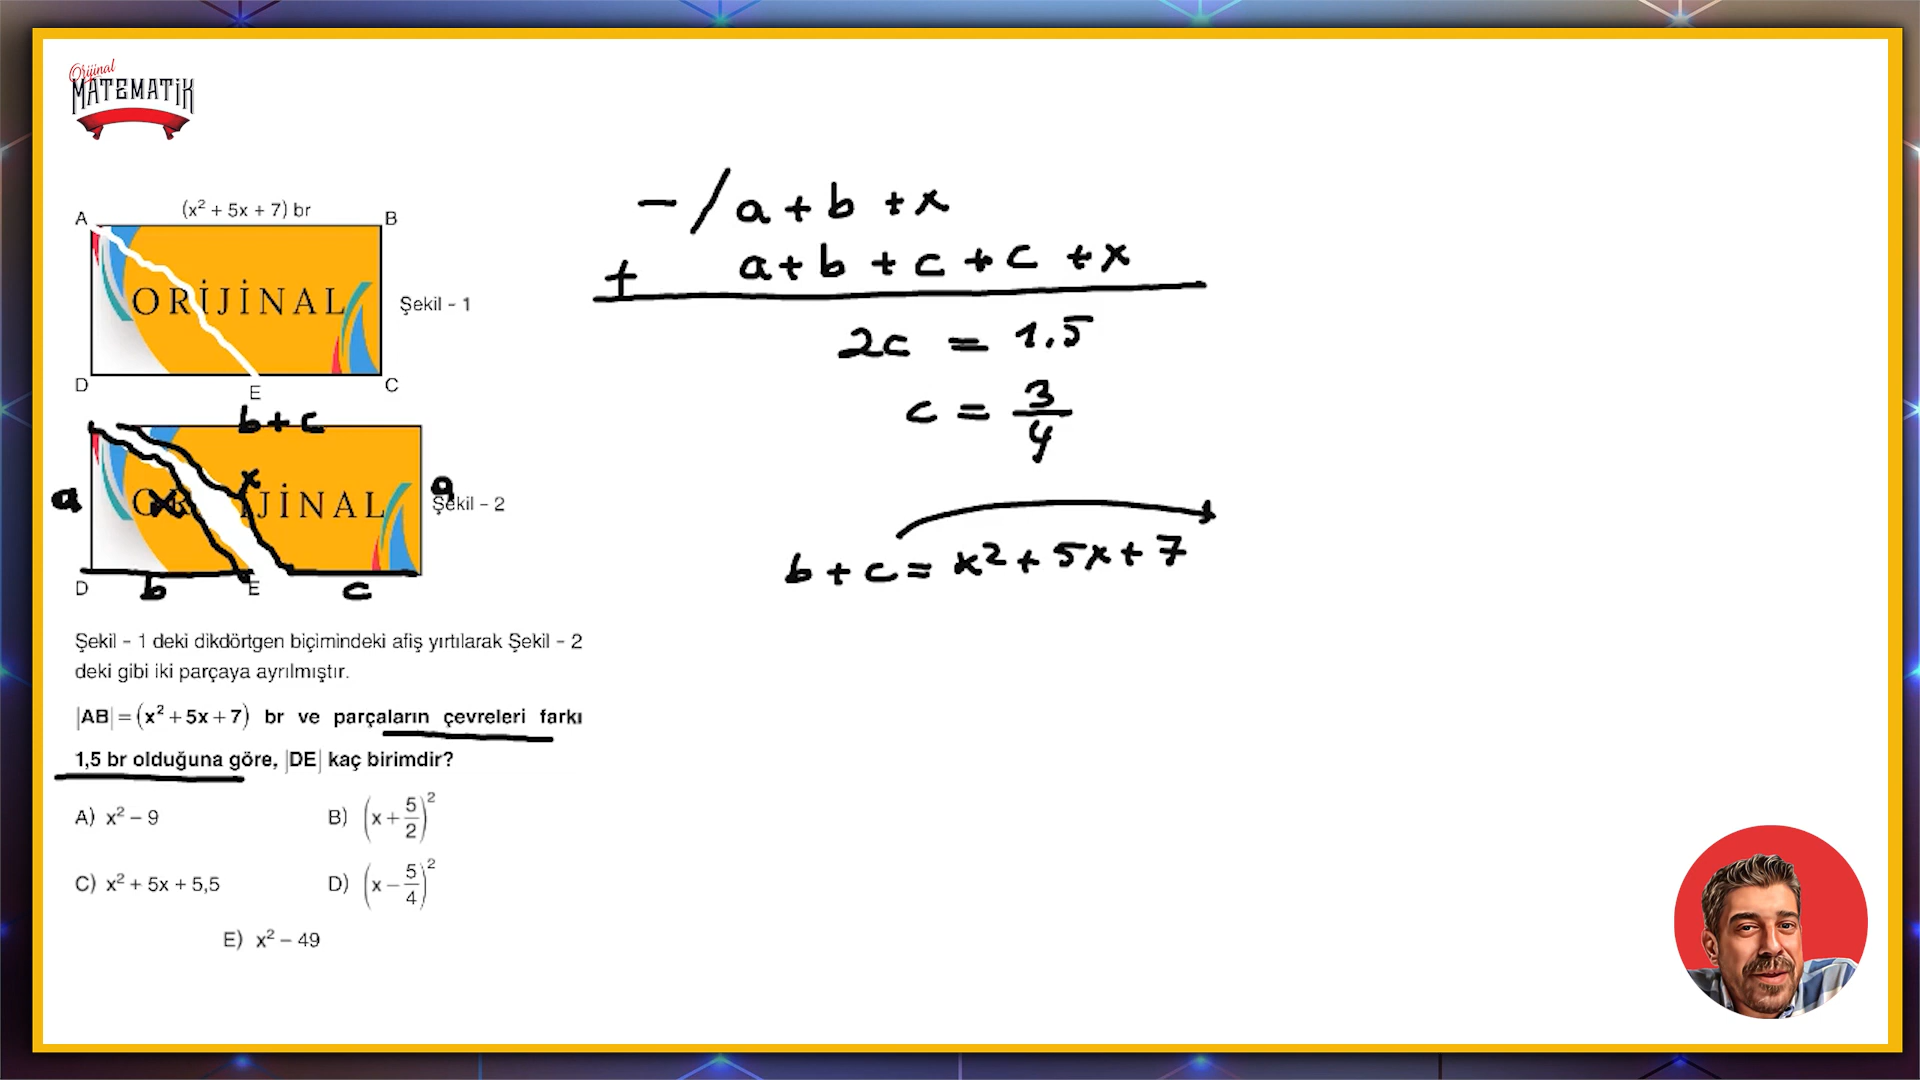 Orijinal
MATEMATİK
(x² + 5x + 7) br
A B
ORİJİNAL
Şekil - 1
D E C
b+c
a x x a
JİNAL
Şekil - 2
D b E c
Şekil - 1 deki dikdörtgen biçimindeki afiş yırtılarak Şekil - 2
deki gibi iki parçaya ayrılmıştır.
|AB| = (x² + 5x + 7) br ve parçaların çevreleri farkı
1,5 br olduğuna göre, |DE| kaç birimdir?
A) x² – 9 B) (x + 5/2)²
C) x² + 5x + 5,5 D) (x – 5/4)²
E) x² – 49
- / a + b + x
+ a + b + c + c + x
2c = 1.5
c = 3/4
b + c = x² + 5x + 7